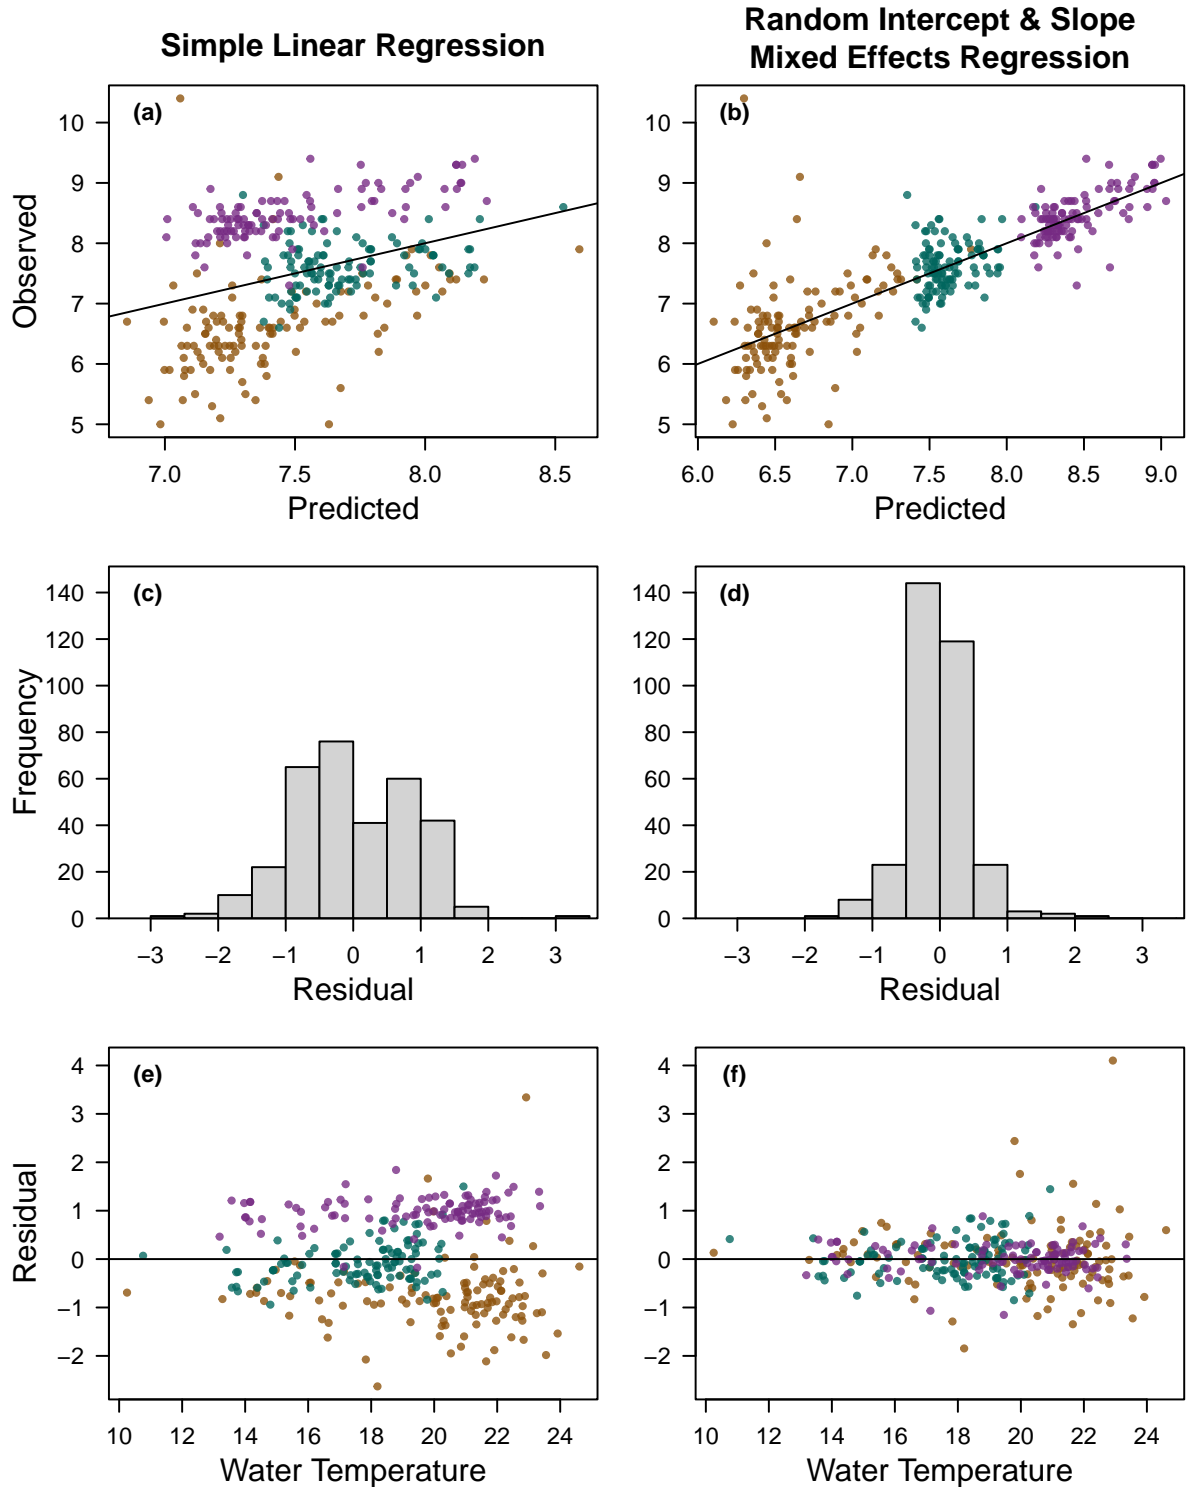 Simple Linear Regression
Random Intercept & Slope
Mixed Effects Regression
(a)
10
9
8
7
6
5
Observed
7.0 7.5 8.0 8.5
Predicted
(b)
10
9
8
7
6
5
6.0 6.5 7.0 7.5 8.0 8.5 9.0
Predicted
(c)
140
120
100
80
60
40
20
0
Frequency
−3 −2 −1 0 1 2 3
Residual
(d)
140
120
100
80
60
40
20
0
−3 −2 −1 0 1 2 3
Residual
(e)
4
3
2
1
0
−1
−2
Residual
10 12 14 16 18 20 22 24
Water Temperature
(f)
4
3
2
1
0
−1
−2
10 12 14 16 18 20 22 24
Water Temperature